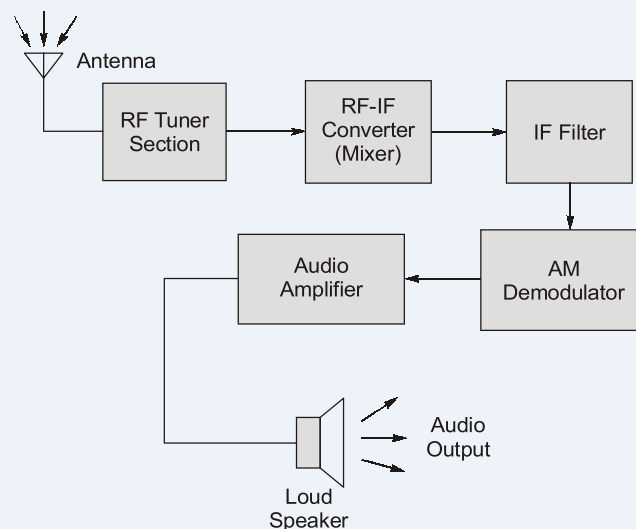 Antenna
RF Tuner
Section
RF-IF
Converter
(Mixer)
IF Filter
AM
Demodulator
Audio
Amplifier
Loud
Speaker
Audio
Output